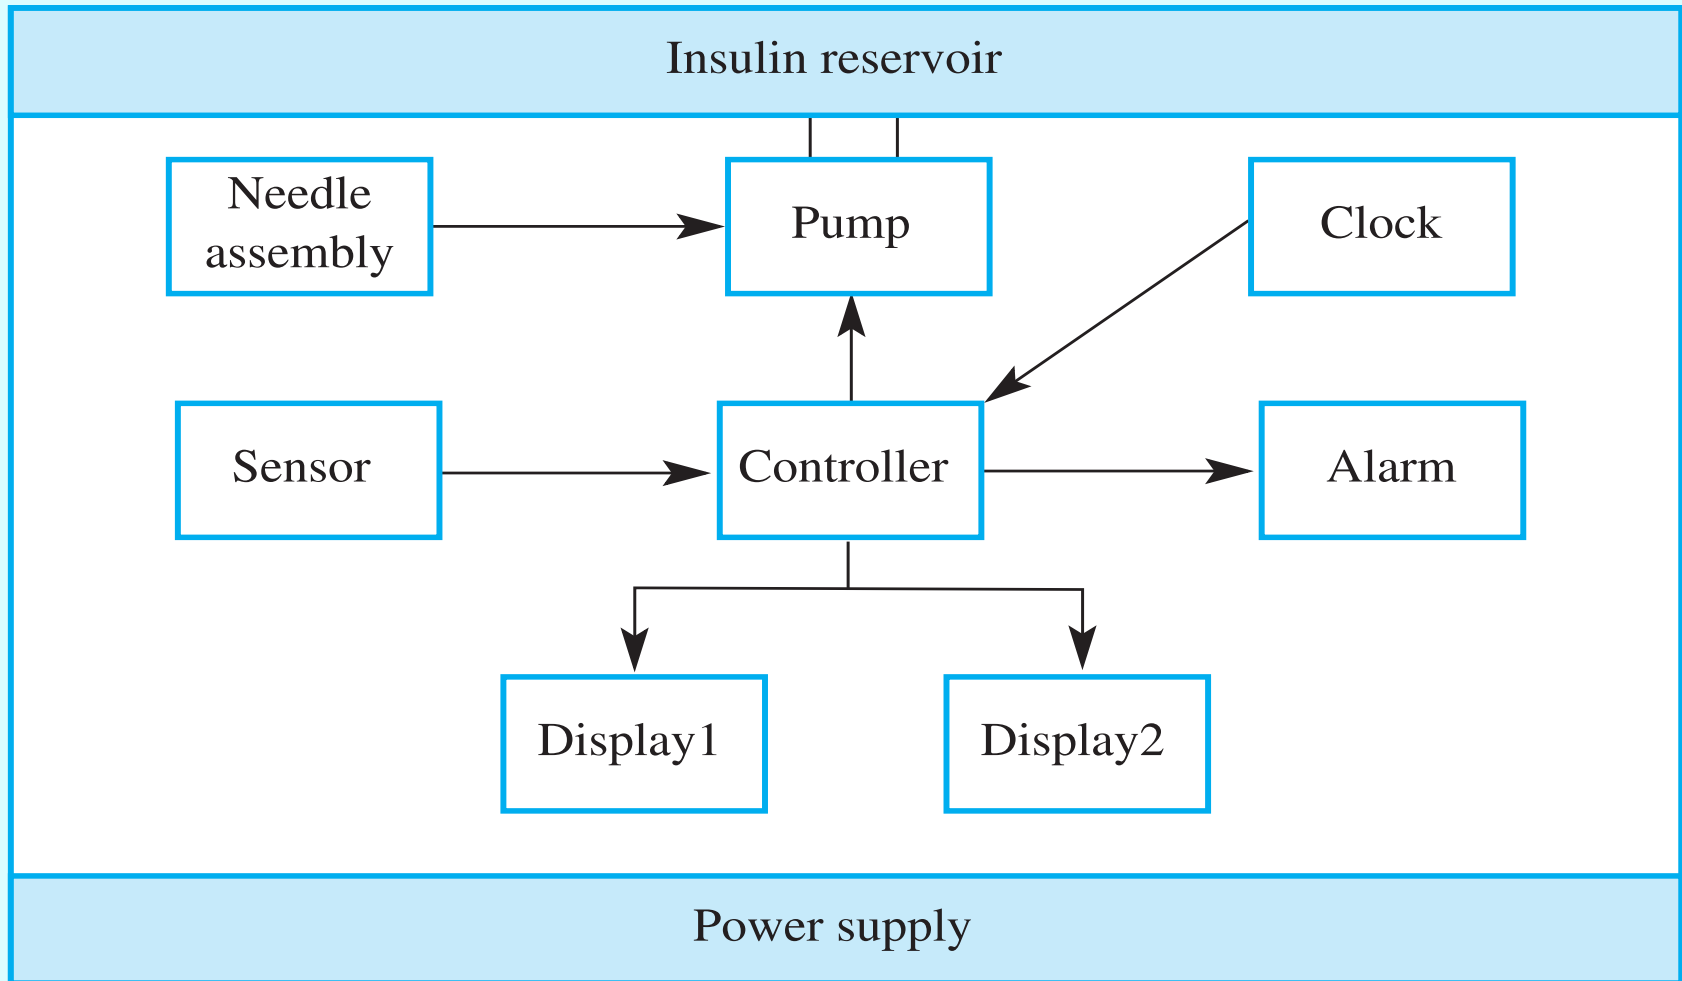 Insulin reservoir
Needle
assembly
Pump
Clock
Sensor
Controller
Alarm
Display1
Display2
Power supply